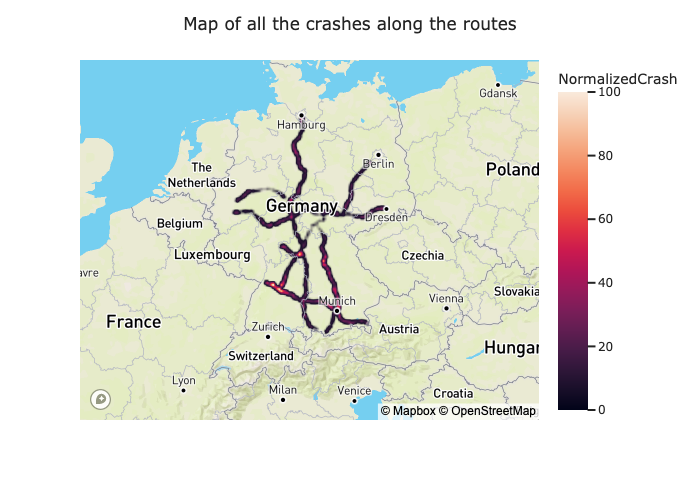 Map of all the crashes along the routes
NormalizedCrash
100
80
60
40
20
0
Gdansk
Hamburg
Berlin
The
Netherlands
Poland
Germany
Dresden
Belgium
Luxembourg
Czechia
avre
Slovakia
Munich
Vienna
France
Zurich
Austria
Switzerland
Hungar
Lyon
Milan
Venice
Croatia
© Mapbox © OpenStreetMap